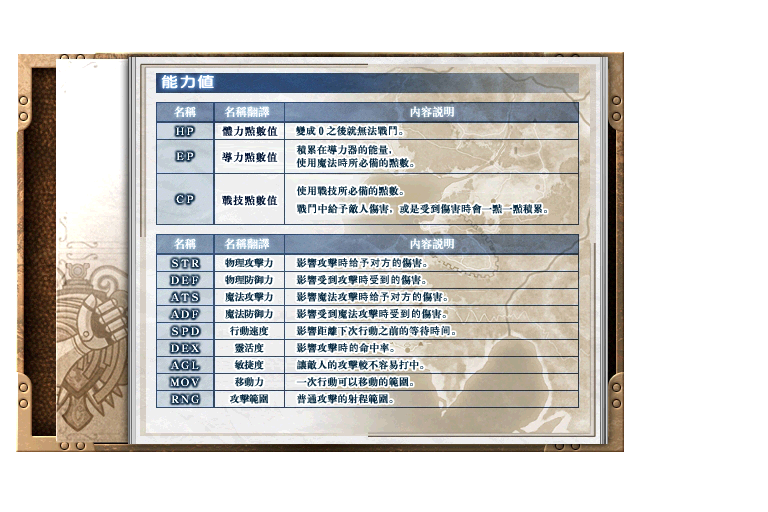 能力値
名稱 名稱翻譯 内容説明
HP 體力點數值 變成 0 之後就無法戰鬥。
EP 導力點數值 積累在導力器的能量，
使用魔法時所必備的點數。
CP 戰技點數值 使用戰技所必備的點數。
戰鬥中給予敵人傷害，或是受到傷害時會一點一點積累。
名稱 名稱翻譯 内容説明
STR 物理攻擊力 影響攻擊時给予対方的傷害。
DEF 物理防御力 影響受到攻擊時受到的傷害。
ATS 魔法攻擊力 影響魔法攻擊時给予対方的傷害。
ADF 魔法防御力 影響受到魔法攻擊時受到的傷害。
SPD 行動速度 影響距離下次行動之前的等待時间。
DEX 靈活度 影響攻擊時的命中率。
AGL 敏捷度 讓敵人的攻擊較不容易打中。
MOV 移動力 一次行動可以移動的範圍。
RNG 攻擊範圍 普通攻擊的射程範圍。